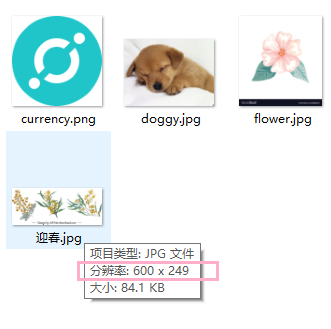 currency.png
doggy.jpg
flower.jpg
迎春.jpg
项目类型: JPG 文件
分辨率: 600 x 249
大小: 84.1 KB